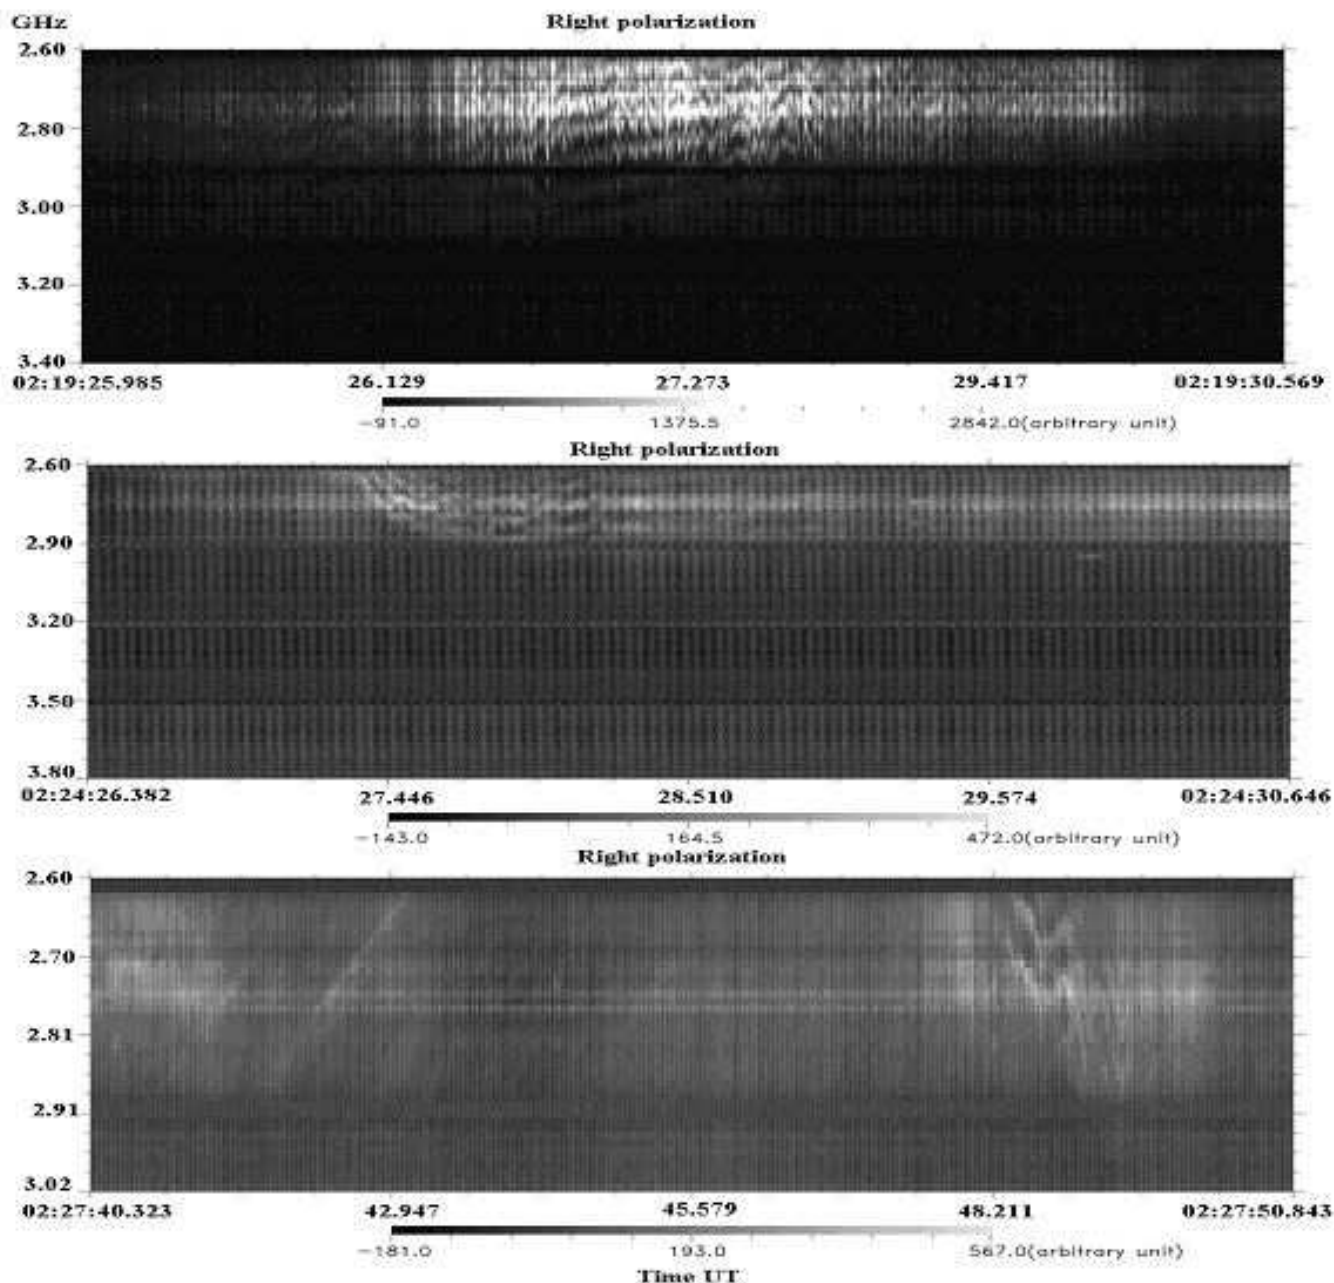 GHz Right polarization
2.60
2.80
3.00
3.20
3.40
02:19:25.985 26.129 27.273 29.417 02:19:30.569
−91.0 1375.5 2842.0(arbitrary unit)
Right polarization
2.60
2.90
3.20
3.50
3.80
02:24:26.382 27.446 28.510 29.574 02:24:30.646
−143.0 164.5 472.0(arbitrary unit)
Right polarization
2.60
2.70
2.81
2.91
3.02
02:27:40.323 42.947 45.579 48.211 02:27:50.843
−181.0 193.0 567.0(arbitrary unit)
Time UT